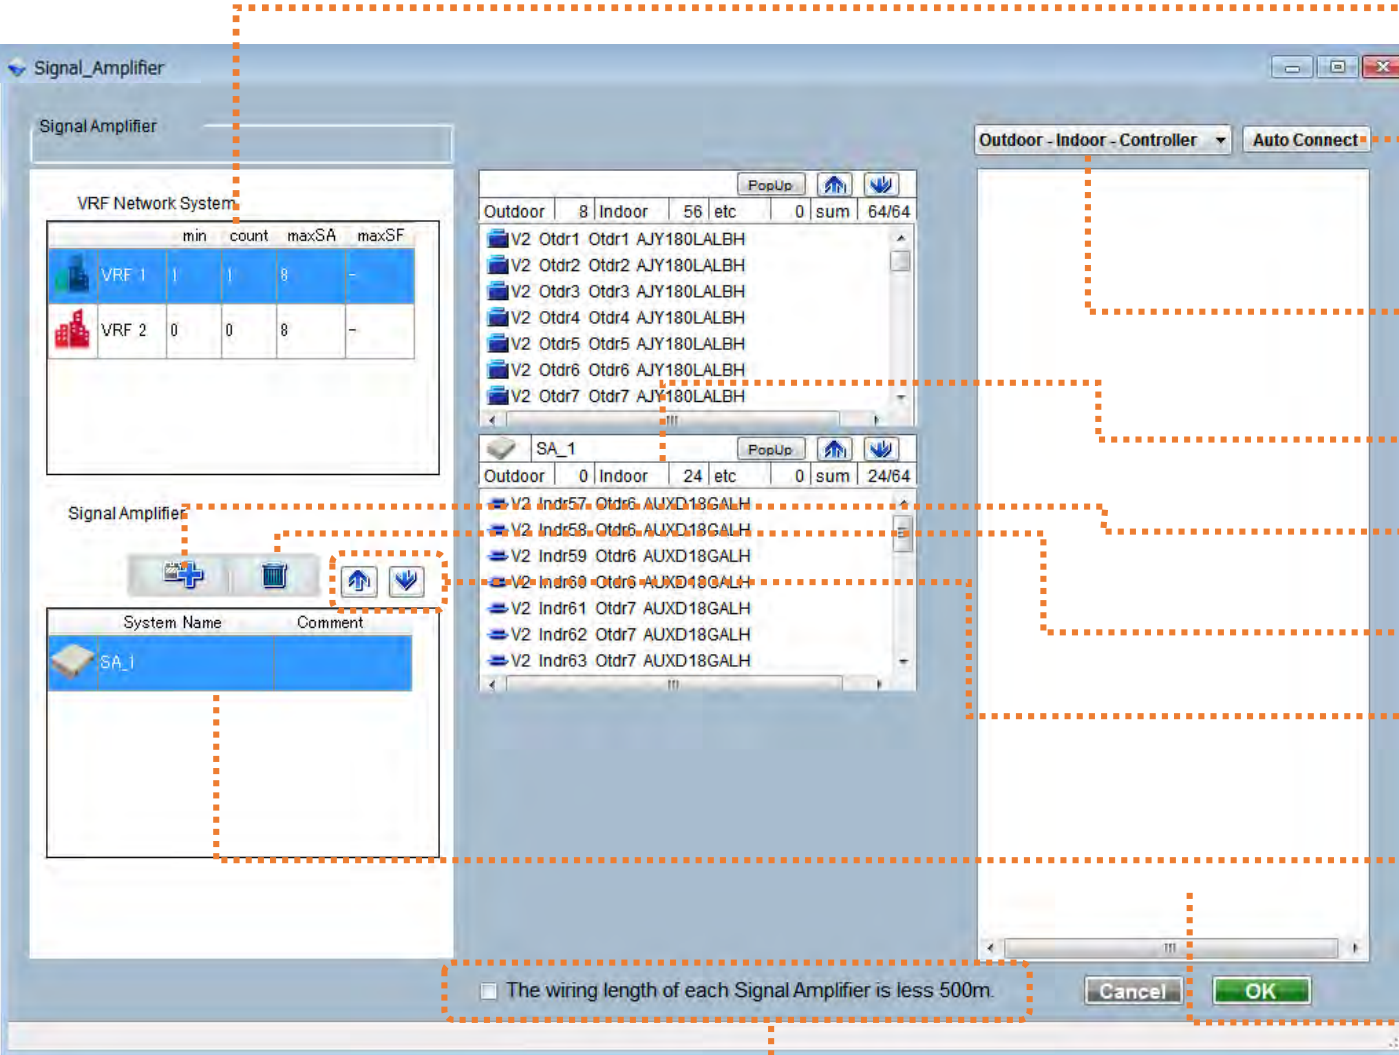 Signal_Amplifier
Signal Amplifier
Outdoor - Indoor - Controller
Auto Connect
VRF Network System
min count maxSA maxSF
VRF 1 1 1 8 -
VRF 2 0 0 8 -
PopUp
Outdoor 8 Indoor 56 etc 0 sum 64/64
V2 Otdr1 Otdr1 AJY180LALBH
V2 Otdr2 Otdr2 AJY180LALBH
V2 Otdr3 Otdr3 AJY180LALBH
V2 Otdr4 Otdr4 AJY180LALBH
V2 Otdr5 Otdr5 AJY180LALBH
V2 Otdr6 Otdr6 AJY180LALBH
V2 Otdr7 Otdr7 AJY180LALBH
SA_1 PopUp
Outdoor 0 Indoor 24 etc 0 sum 24/64
V2 Indr57 Otdr6 AUXD18GALH
V2 Indr58 Otdr6 AUXD18GALH
V2 Indr59 Otdr6 AUXD18GALH
V2 Indr60 Otdr6 AUXD18GALH
V2 Indr61 Otdr7 AUXD18GALH
V2 Indr62 Otdr7 AUXD18GALH
V2 Indr63 Otdr7 AUXD18GALH
Signal Amplifier
System Name Comment
SA_1
The wiring length of each Signal Amplifier is less 500m.
Cancel
OK